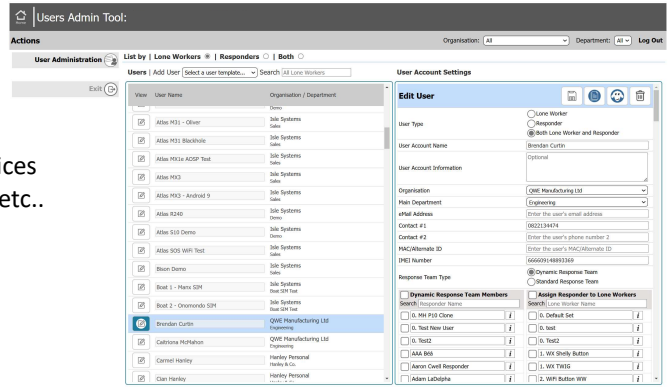 Users Admin Tool:
Actions
Organisation: All Department: All Log Out
User Administration
Exit
ices
etc..
List by | Lone Workers | Responders | Both
Users | Add User Select a user template... Search All Lone Workers
View User Name Organisation / Department
Demo
Atlas M31 - Oliver Isle Systems
Sales
Atlas M31 Blackhole Isle Systems
Sales
Atlas MX1e AOSP Test Isle Systems
Sales
Atlas MX3 Isle Systems
Sales
Atlas MX3 - Android 9 Isle Systems
Sales
Atlas R240 Isle Systems
Demo
Atlas S10 Demo Isle Systems
Demo
Atlas SOS WiFi Test Isle Systems
Sales
Bison Demo Isle Systems
Demo
Boat 1 - Manx SIM Isle Systems
Boat SIM Test
Boat 2 - Onomondo SIM Isle Systems
Boat SIM Test
Brendan Curtin QWE Manufacturing Ltd
Engineering
Caitriona McMahon QWE Manufacturing Ltd
Engineering
Carmel Hanley Hanley Personal
Hanley & Co.
Cian Hanley Hanley Personal
User Account Settings
Edit User
User Type
Lone Worker
Responder
Both Lone Worker and Responder
User Account Name Brendan Curtin
User Account Information Optional
Organisation QWE Manufacturing Ltd
Main Department Engineering
eMail Address Enter the user's email address
Contact #1 0822134474
Contact #2 Enter the user's phone number 2
MAC/Alternate ID Enter the user's MAC/Alternate ID
IMEI Number 666609148893369
Response Team Type
Dynamic Response Team
Standard Response Team
Dynamic Response Team Members Assign Responder to Lone Workers
Search Responder Name Search Lone Worker Name
0. MH P10 Clone i 0. Default Set i
0. Test New User i 0. test i
0. Test2 i 0. Test2 i
AAA Béa i 1. WX Shelly Button i
Aaron Cwell Responder i 1. WX TWIG i
Adam LaDelpha i 2. WiFi Button WW i